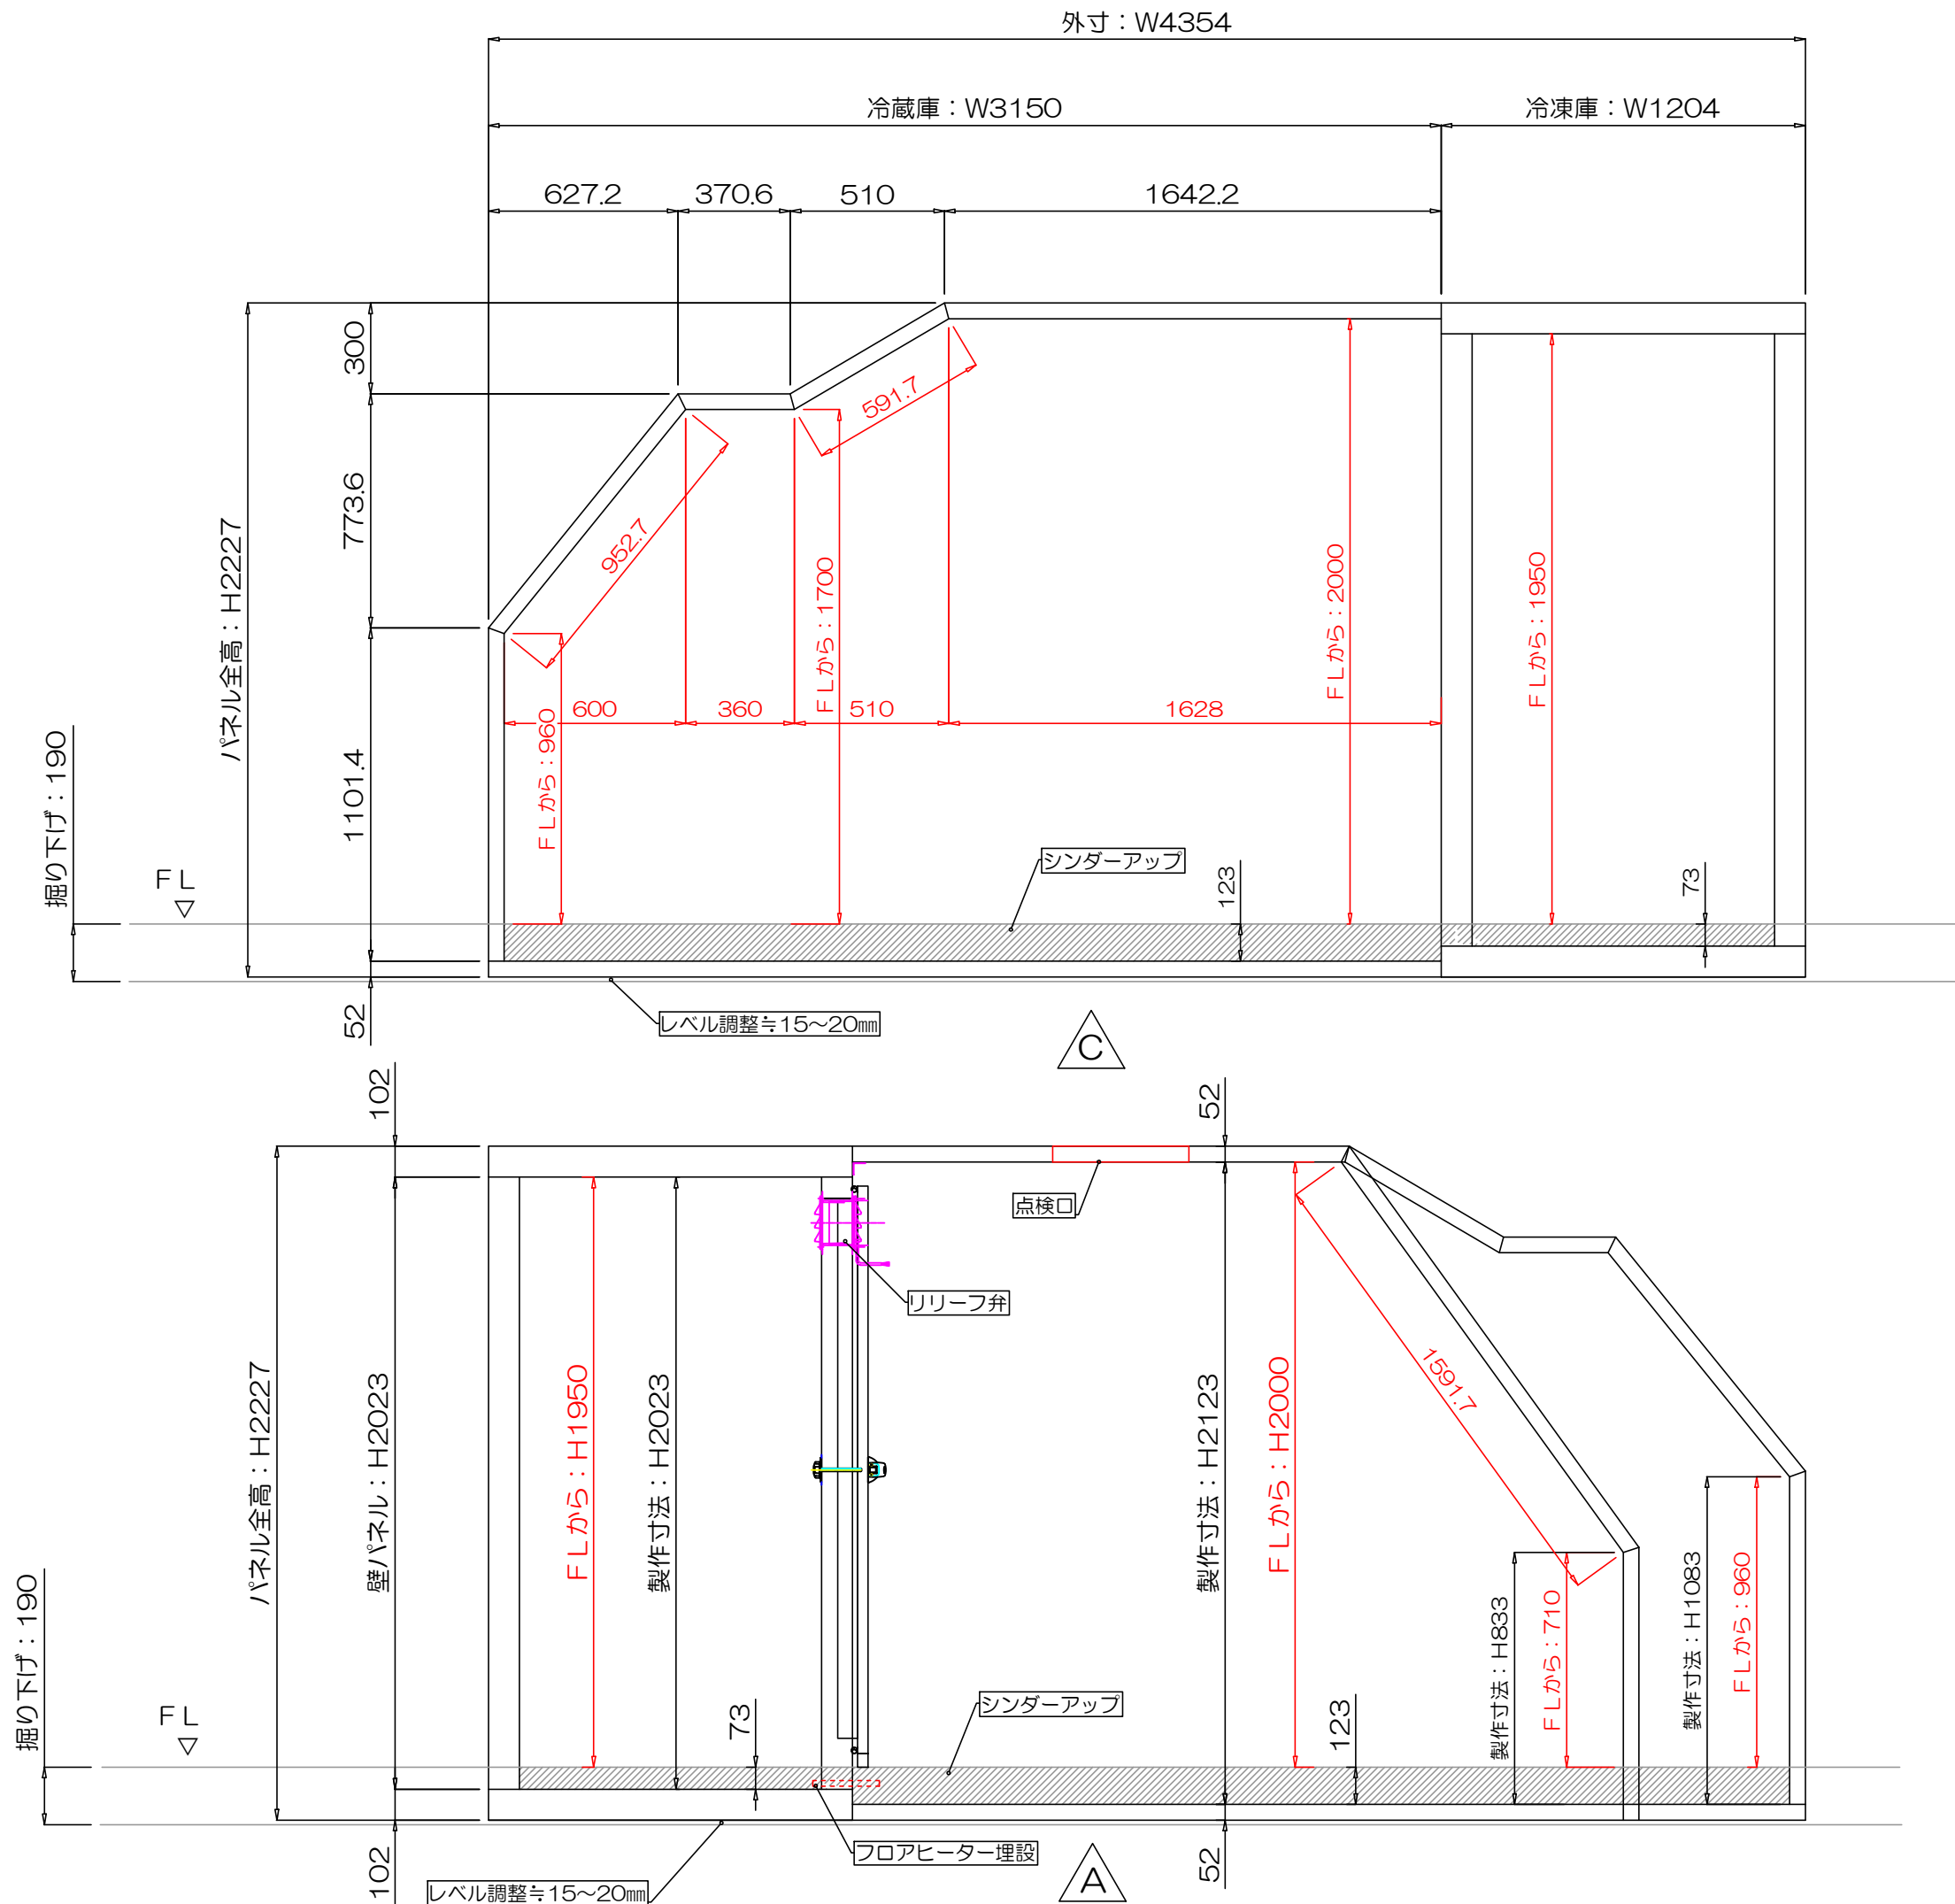 外寸：W4354
冷蔵庫：W3150
冷凍庫：W1204
627.2
370.6
510
1642.2
300
773.6
1101.4
52
パネル全高：H2227
掘り下げ：190
ＦＬ
952.7
591.7
ＦＬから：960
ＦＬから：1700
ＦＬから：2000
ＦＬから：1950
600
360
510
1628
シンダーアップ
123
73
レベル調整≒15～20㎜
C
102
52
パネル全高：H2227
壁パネル：H2023
ＦＬから：H1950
製作寸法：H2023
点検口
リリーフ弁
製作寸法：H2123
ＦＬから：H2000
1591.7
製作寸法：H833
ＦＬから：710
製作寸法：H1083
ＦＬから：960
掘り下げ：190
ＦＬ
73
シンダーアップ
123
102
フロアヒーター埋設
52
レベル調整≒15～20㎜
A